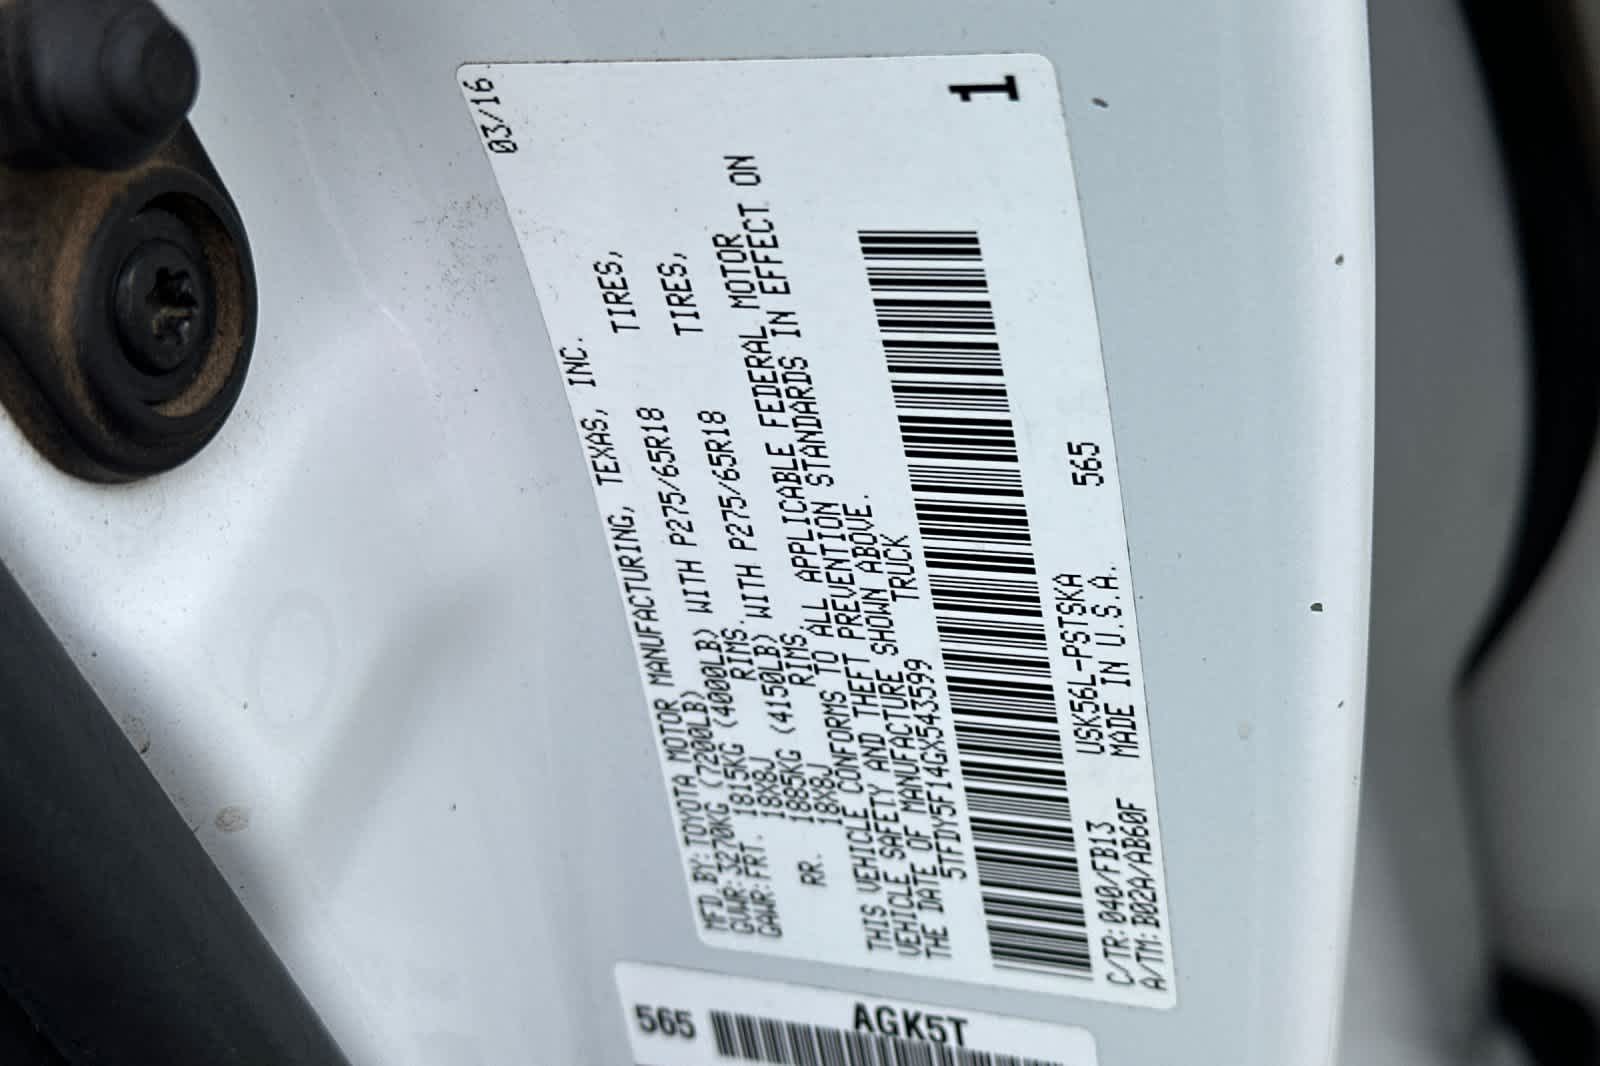 03/16
MFD. BY: TOYOTA MOTOR MANUFACTURING, TEXAS, INC.
GVWR: 3270KG (7200LB)
GAWR: FRT. 1815KG (4000LB) WITH P275/65R18 TIRES,
18X8J RIMS.
RR. 1885KG (4150LB) WITH P275/65R18 TIRES,
18X8J RIMS
THIS VEHICLE CONFORMS TO ALL APPLICABLE FEDERAL MOTOR
VEHICLE SAFETY AND THEFT PREVENTION STANDARDS IN EFFECT ON
THE DATE OF MANUFACTURE SHOWN ABOVE.
5TFDY5F14GX543599 TRUCK
1
C/TR: 040/FB13 USK56L-PSTSKA 565
A/TM: B02A/AB60F MADE IN U.S.A.
565 AGK5T